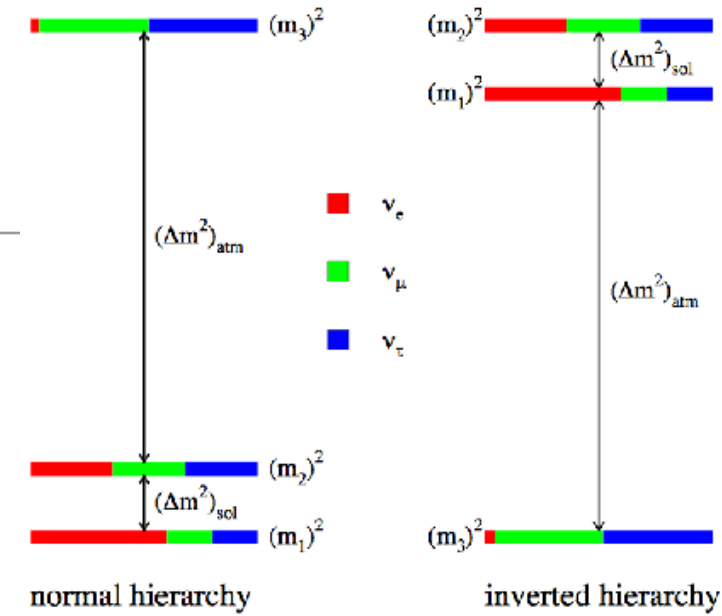 (m₃)²
(Δm²)atm
(m₂)²
(Δm²)sol
(m₁)²
normal hierarchy
νe
νμ
ντ
(m₂)²
(Δm²)sol
(m₁)²
(Δm²)atm
(m₃)²
inverted hierarchy